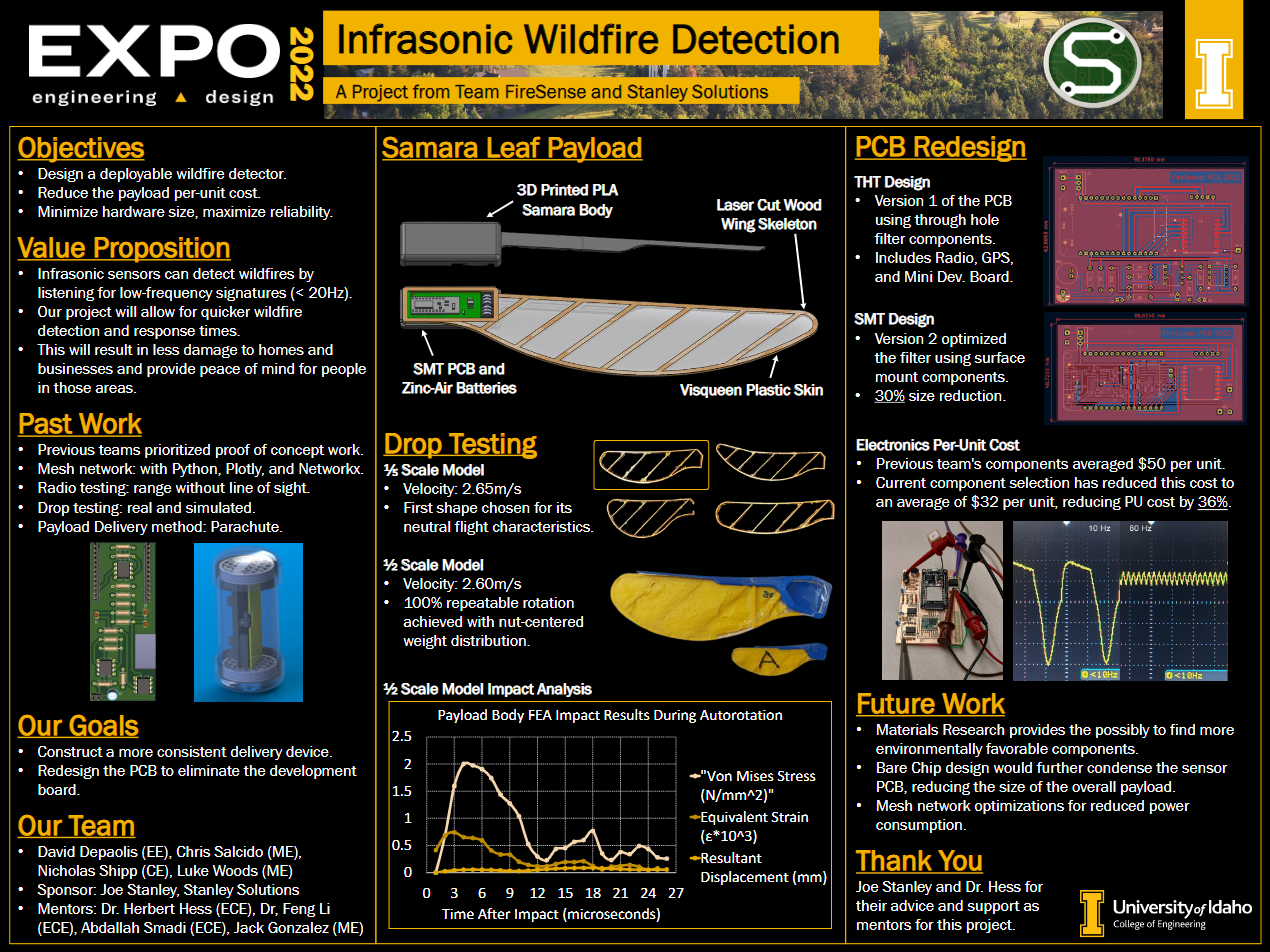 EXPO
2022
engineering design
Infrasonic Wildfire Detection
A Project from Team FireSense and Stanley Solutions
S
I
Objectives
• Design a deployable wildfire detector.
• Reduce the payload per-unit cost.
• Minimize hardware size, maximize reliability.
Value Proposition
• Infrasonic sensors can detect wildfires by
listening for low-frequency signatures (< 20Hz).
• Our project will allow for quicker wildfire
detection and response times.
• This will result in less damage to homes and
businesses and provide peace of mind for people
in those areas.
Past Work
• Previous teams prioritized proof of concept work.
• Mesh network: with Python, Plotly, and Networkx.
• Radio testing: range without line of sight.
• Drop testing: real and simulated.
• Payload Delivery method: Parachute.
Our Goals
• Construct a more consistent delivery device.
• Redesign the PCB to eliminate the development
board.
Our Team
• David Depaolis (EE), Chris Salcido (ME),
Nicholas Shipp (CE), Luke Woods (ME)
• Sponsor: Joe Stanley, Stanley Solutions
• Mentors: Dr. Herbert Hess (ECE), Dr, Feng Li
(ECE), Abdallah Smadi (ECE), Jack Gonzalez (ME)
Samara Leaf Payload
3D Printed PLA
Samara Body
Laser Cut Wood
Wing Skeleton
SMT PCB and
Zinc-Air Batteries
Visqueen Plastic Skin
Drop Testing
⅕ Scale Model
• Velocity: 2.65m/s
• First shape chosen for its
neutral flight characteristics.
½ Scale Model
• Velocity: 2.60m/s
• 100% repeatable rotation
achieved with nut-centered
weight distribution.
A
½ Scale Model Impact Analysis
Payload Body FEA Impact Results During Autorotation
2.5
2
1.5
1
0.5
0
0 3 6 9 12 15 18 21 24 27
Time After Impact (microseconds)
"Von Mises Stress
(N/mm^2)"
Equivalent Strain
(ε*10^3)
Resultant
Displacement (mm)
PCB Redesign
THT Design
• Version 1 of the PCB
using through hole
filter components.
• Includes Radio, GPS,
and Mini Dev. Board.
SMT Design
• Version 2 optimized
the filter using surface
mount components.
• 30% size reduction.
Electronics Per-Unit Cost
• Previous team's components averaged $50 per unit.
• Current component selection has reduced this cost to
an average of $32 per unit, reducing PU cost by 36%.
10 Hz 60 Hz
<10Hz <10Hz
Future Work
• Materials Research provides the possibly to find more
environmentally favorable components.
• Bare Chip design would further condense the sensor
PCB, reducing the size of the overall payload.
• Mesh network optimizations for reduced power
consumption.
Thank You
Joe Stanley and Dr. Hess for
their advice and support as
mentors for this project.
I
University of Idaho
College of Engineering